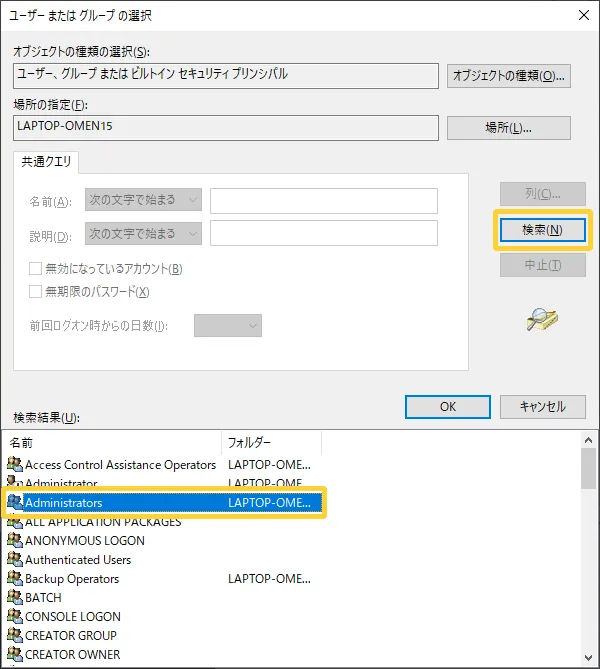 ユーザー または グループ の選択
オブジェクトの種類の選択(S):
ユーザー、グループ または ビルトイン セキュリティ プリンシパル
オブジェクトの種類(O)...
場所の指定(F):
LAPTOP-OMEN15
場所(L)...
共通クエリ
列(C)...
名前(A):
次の文字で始まる
検索(N)
説明(D):
次の文字で始まる
中止(T)
無効になっているアカウント(B)
無期限のパスワード(X)
前回ログオン時からの日数(I):
OK
キャンセル
検索結果(U):
名前 フォルダー
Access Control Assistance Operators LAPTOP-OME...
Administrator LAPTOP-OME...
Administrators LAPTOP-OME...
ALL APPLICATION PACKAGES
ANONYMOUS LOGON
Authenticated Users
Backup Operators LAPTOP-OME...
BATCH
CONSOLE LOGON
CREATOR GROUP
CREATOR OWNER